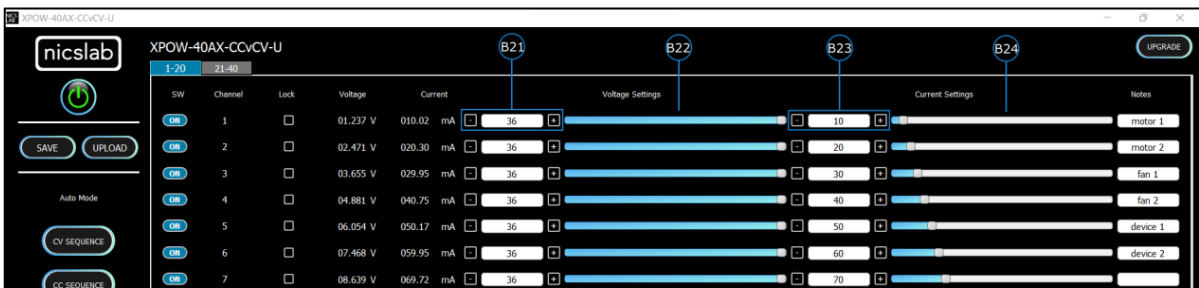 XPOW-40AX-CCvCV-U
nicslab XPOW-40AX-CCvCV-U B21 B22 B23 B24 UPGRADE
1-20 21-40
SW Channel Lock Voltage Current Voltage Settings Current Settings Notes
ON 1 01.237 V 010.02 mA - 36 + - 10 + motor 1
SAVE UPLOAD ON 2 02.471 V 020.30 mA - 36 + - 20 + motor 2
ON 3 03.655 V 029.95 mA - 36 + - 30 + fan 1
Auto Mode ON 4 04.881 V 040.75 mA - 36 + - 40 + fan 2
ON 5 06.054 V 050.17 mA - 36 + - 50 + device 1
CV SEQUENCE ON 6 07.468 V 059.95 mA - 36 + - 60 + device 2
CC SEQUENCE ON 7 08.639 V 069.72 mA - 36 + - 70 +